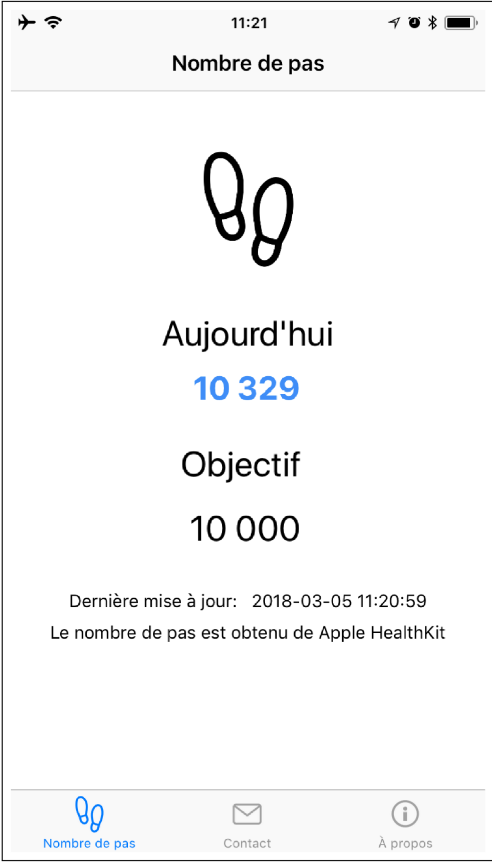 11:21
Nombre de pas
Aujourd'hui
10 329
Objectif
10 000
Dernière mise à jour: 2018-03-05 11:20:59
Le nombre de pas est obtenu de Apple HealthKit
Nombre de pas Contact À propos